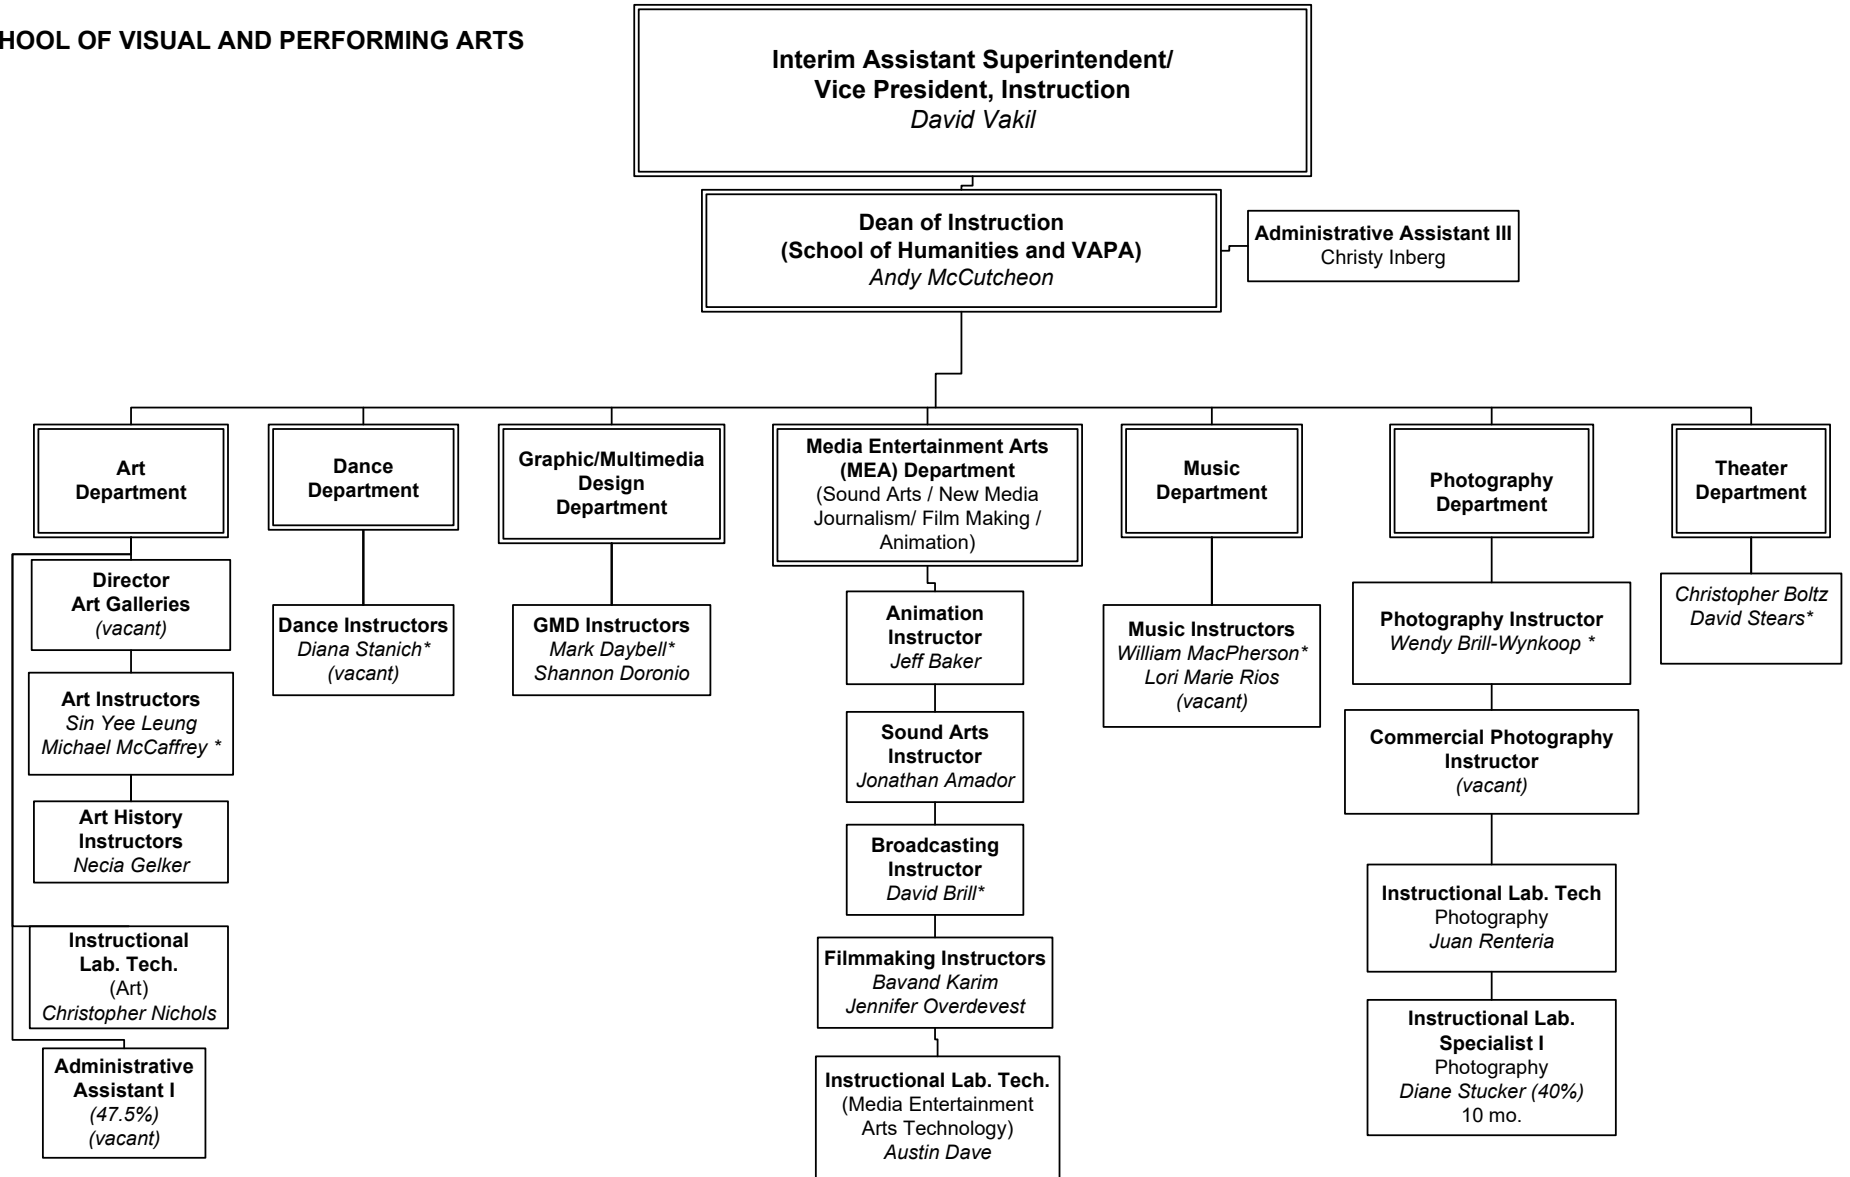 HOOL OF VISUAL AND PERFORMING ARTS
Interim Assistant Superintendent/
Vice President, Instruction
David Vakil
Dean of Instruction
(School of Humanities and VAPA)
Andy McCutcheon
Administrative Assistant III
Christy Inberg
Art
Department
Director
Art Galleries
(vacant)
Art Instructors
Sin Yee Leung
Michael McCaffrey *
Art History
Instructors
Necia Gelker
Instructional
Lab. Tech.
(Art)
Christopher Nichols
Administrative
Assistant I
(47.5%)
(vacant)
Dance
Department
Dance Instructors
Diana Stanich*
(vacant)
Graphic/Multimedia
Design
Department
GMD Instructors
Mark Daybell*
Shannon Doronio
Media Entertainment Arts
(MEA) Department
(Sound Arts / New Media
Journalism/ Film Making /
Animation)
Animation
Instructor
Jeff Baker
Sound Arts
Instructor
Jonathan Amador
Broadcasting
Instructor
David Brill*
Filmmaking Instructors
Bavand Karim
Jennifer Overdevest
Instructional Lab. Tech.
(Media Entertainment
Arts Technology)
Austin Dave
Music
Department
Music Instructors
William MacPherson*
Lori Marie Rios
(vacant)
Photography
Department
Photography Instructor
Wendy Brill-Wynkoop *
Commercial Photography
Instructor
(vacant)
Instructional Lab. Tech
Photography
Juan Renteria
Instructional Lab.
Specialist I
Photography
Diane Stucker (40%)
10 mo.
Theater
Department
Christopher Boltz
David Stears*